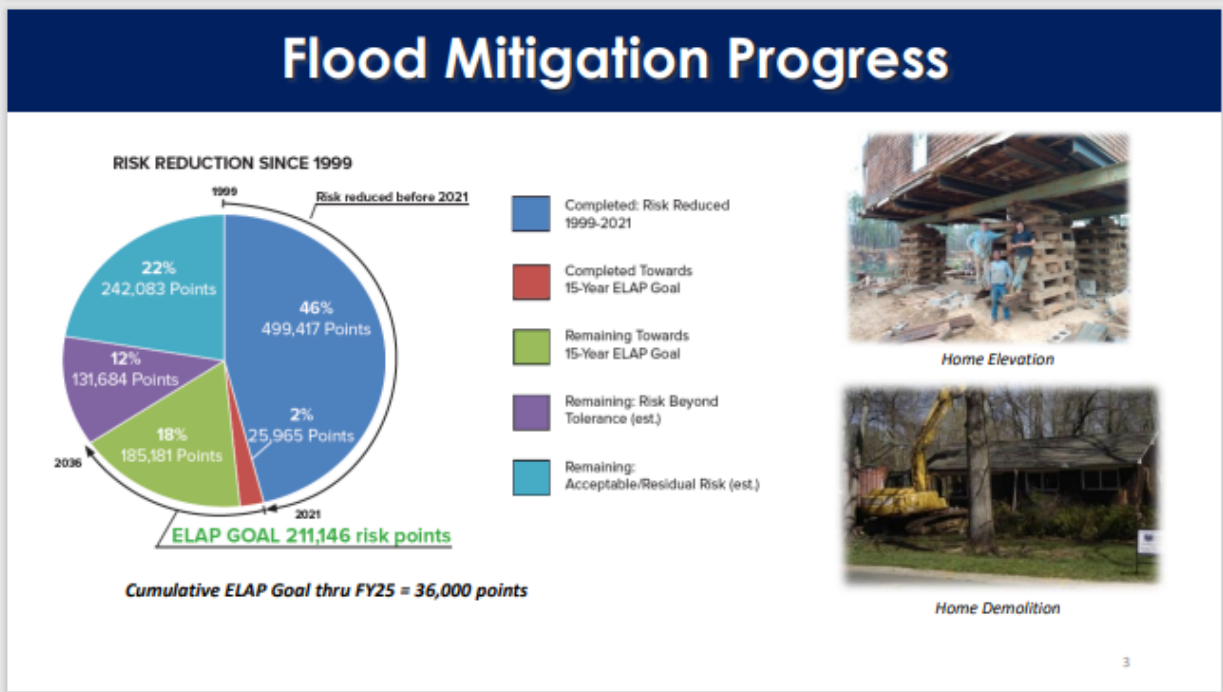 Flood Mitigation Progress
RISK REDUCTION SINCE 1999
1999
Risk reduced before 2021
22%
242,083 Points
46%
499,417 Points
12%
131,684 Points
2%
25,965 Points
18%
185,181 Points
2036
2021
ELAP GOAL 211,146 risk points
Cumulative ELAP Goal thru FY25 = 36,000 points
Completed: Risk Reduced
1999-2021
Completed Towards
15-Year ELAP Goal
Remaining Towards
15-Year ELAP Goal
Remaining: Risk Beyond
Tolerance (est.)
Remaining:
Acceptable/Residual Risk (est.)
Home Elevation
Home Demolition
3